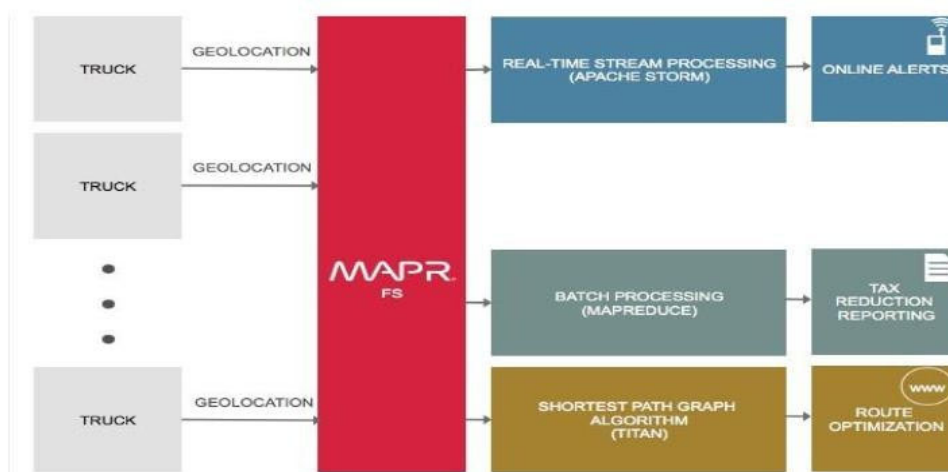 TRUCK
GEOLOCATION
REAL-TIME STREAM PROCESSING
(APACHE STORM)
ONLINE ALERTS
TRUCK
GEOLOCATION
MAPR
FS
BATCH PROCESSING
(MAPREDUCE)
TAX
REDUCTION
REPORTING
TRUCK
GEOLOCATION
SHORTEST PATH GRAPH
ALGORITHM
(TITAN)
www
ROUTE
OPTIMIZATION